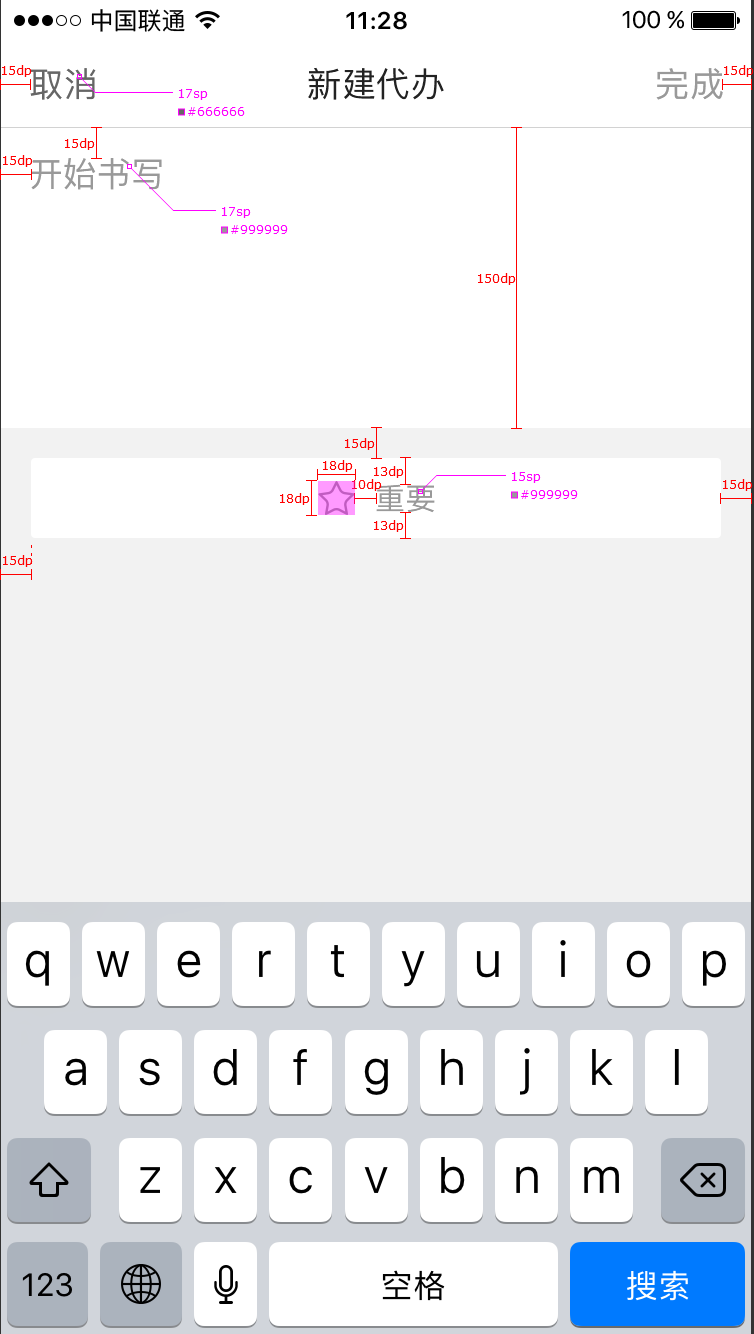 中国联通 11:28 100 %
15dp 取消 新建代办 完成 15dp
17sp
#666666
15dp
15dp 开始书写
17sp
#999999
150dp
15dp
18dp 13dp
18dp 10dp 重要 15sp 15dp
#999999
13dp
15dp
q w e r t y u i o p
a s d f g h j k l
z x c v b n m
123 空格 搜索